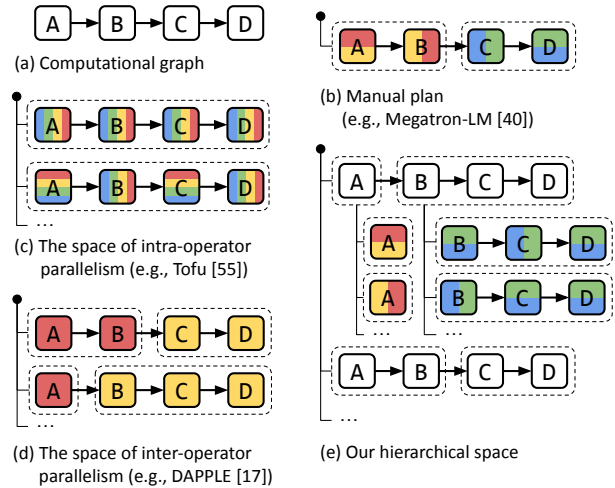 A B C D
(a) Computational graph
A B C D
(b) Manual plan
(e.g., Megatron-LM [40])
A B C D
A B C D
...
(c) The space of intra-operator
parallelism (e.g., Tofu [55])
A B C D
A B C D
...
(d) The space of inter-operator
parallelism (e.g., DAPPLE [17])
A B C D
A B C D
A B C D
... ...
A B C D
...
(e) Our hierarchical space